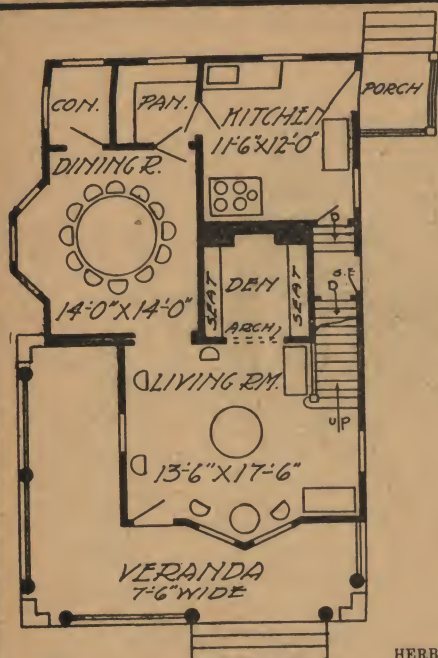 CON.
PAN.
KITCHEN
11-6"X12'-0"
PORCH
DINING R.
14'-0"X14'-0"
SEAT
DEN
SEAT
ARCH
D
D
UP
LIVING RM.
13'-6"X17'-6"
VERANDA
7'-6" WIDE
HERB